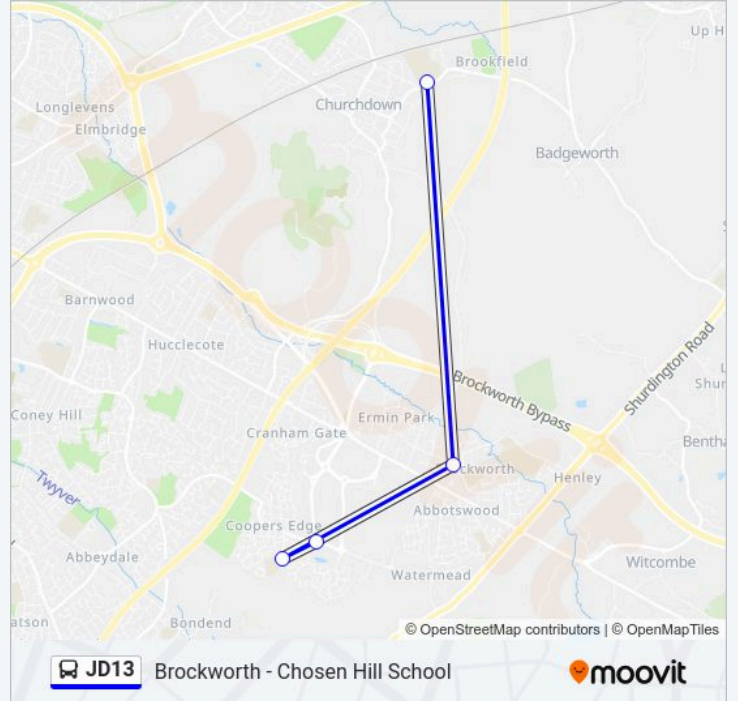 Up H
Brookfield
Longlevens
Churchdown
Elmbridge
Badgeworth
Barnwood
Hucclecote
Shurdington Road
Brockworth Bypass
Shur
Coney Hill
Ermin Park
Cranham Gate
Benth
ckworth
Henley
Twyver
Abbotswood
Coopers Edge
Abbeydale
Witcombe
Watermead
atson
Bondend
© OpenStreetMap contributors | © OpenMapTiles
JD13 Brockworth - Chosen Hill School
moovit